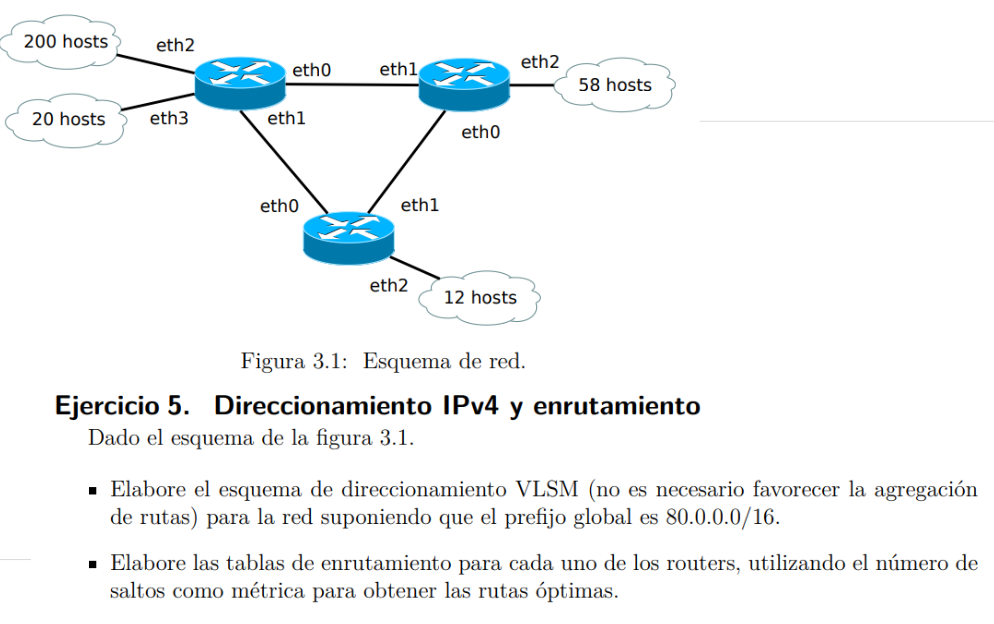 200 hosts
eth2
eth0
eth1
eth2
58 hosts
20 hosts
eth3
eth1
eth0
eth0
eth1
eth2
12 hosts
Figura 3.1: Esquema de red.
Ejercicio 5. Direccionamiento IPv4 y enrutamiento
Dado el esquema de la figura 3.1.
▪ Elabore el esquema de direccionamiento VLSM (no es necesario favorecer la agregación
de rutas) para la red suponiendo que el prefijo global es 80.0.0.0/16.
▪ Elabore las tablas de enrutamiento para cada uno de los routers, utilizando el número de
saltos como métrica para obtener las rutas óptimas.